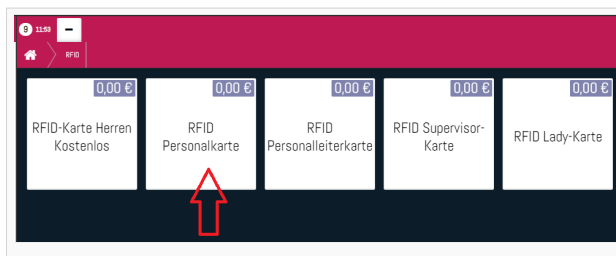 9 11:53 –
RFID
0,00 €
RFID-Karte Herren
Kostenlos
0,00 €
RFID
Personalkarte
0,00 €
RFID
Personalleiterkarte
0,00 €
RFID Supervisor-
Karte
0,00 €
RFID Lady-Karte